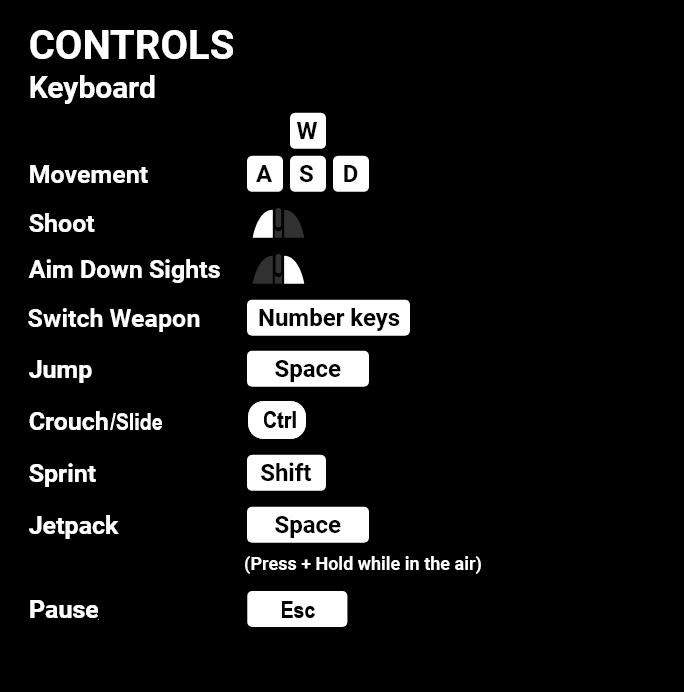 CONTROLS
Keyboard
W
Movement A S D
Shoot
Aim Down Sights
Switch Weapon Number keys
Jump Space
Crouch/Slide Ctrl
Sprint Shift
Jetpack Space
(Press + Hold while in the air)
Pause Esc